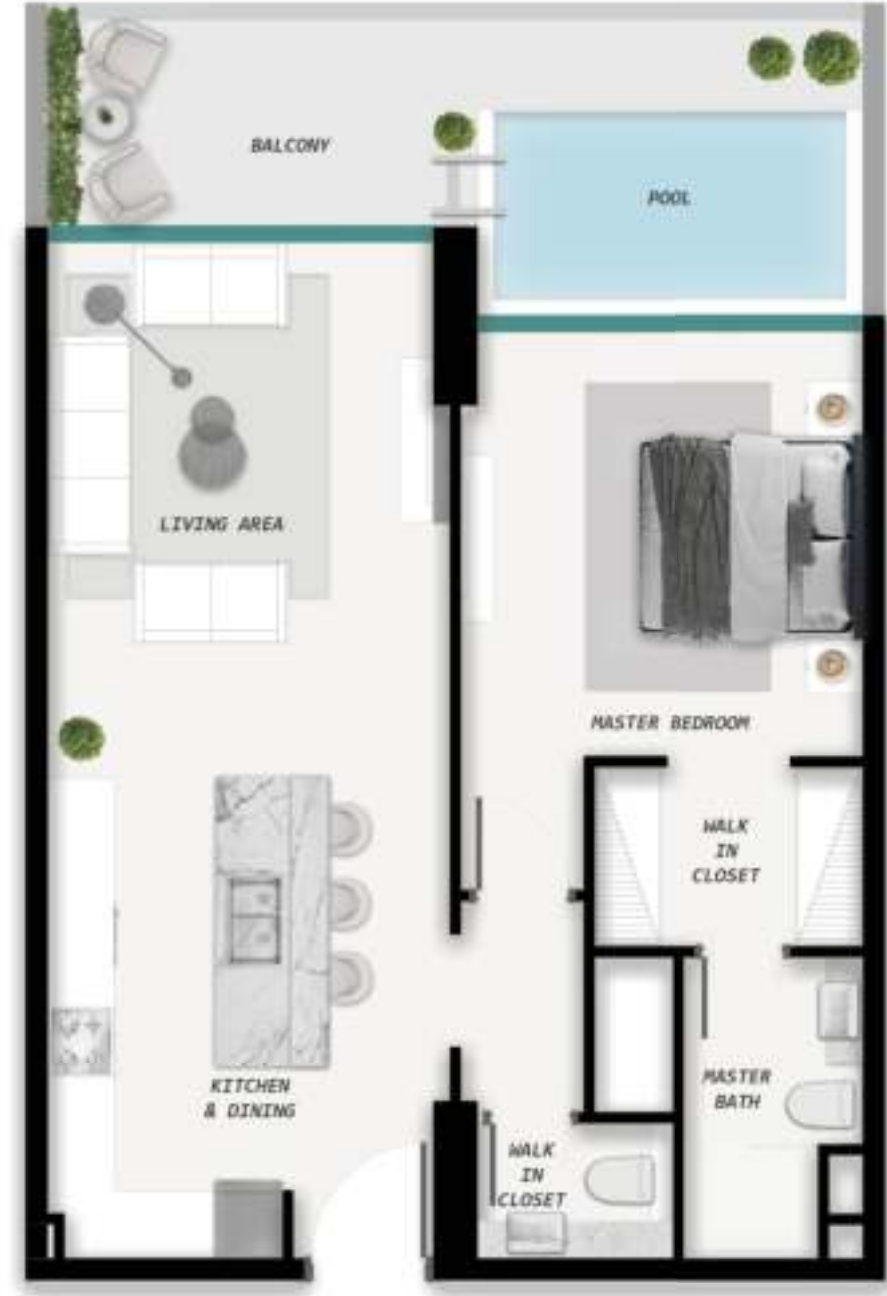 BALCONY
POOL
LIVING AREA
MASTER BEDROOM
WALK
IN
CLOSET
KITCHEN
& DINING
MASTER
BATH
WALK
IN
CLOSET